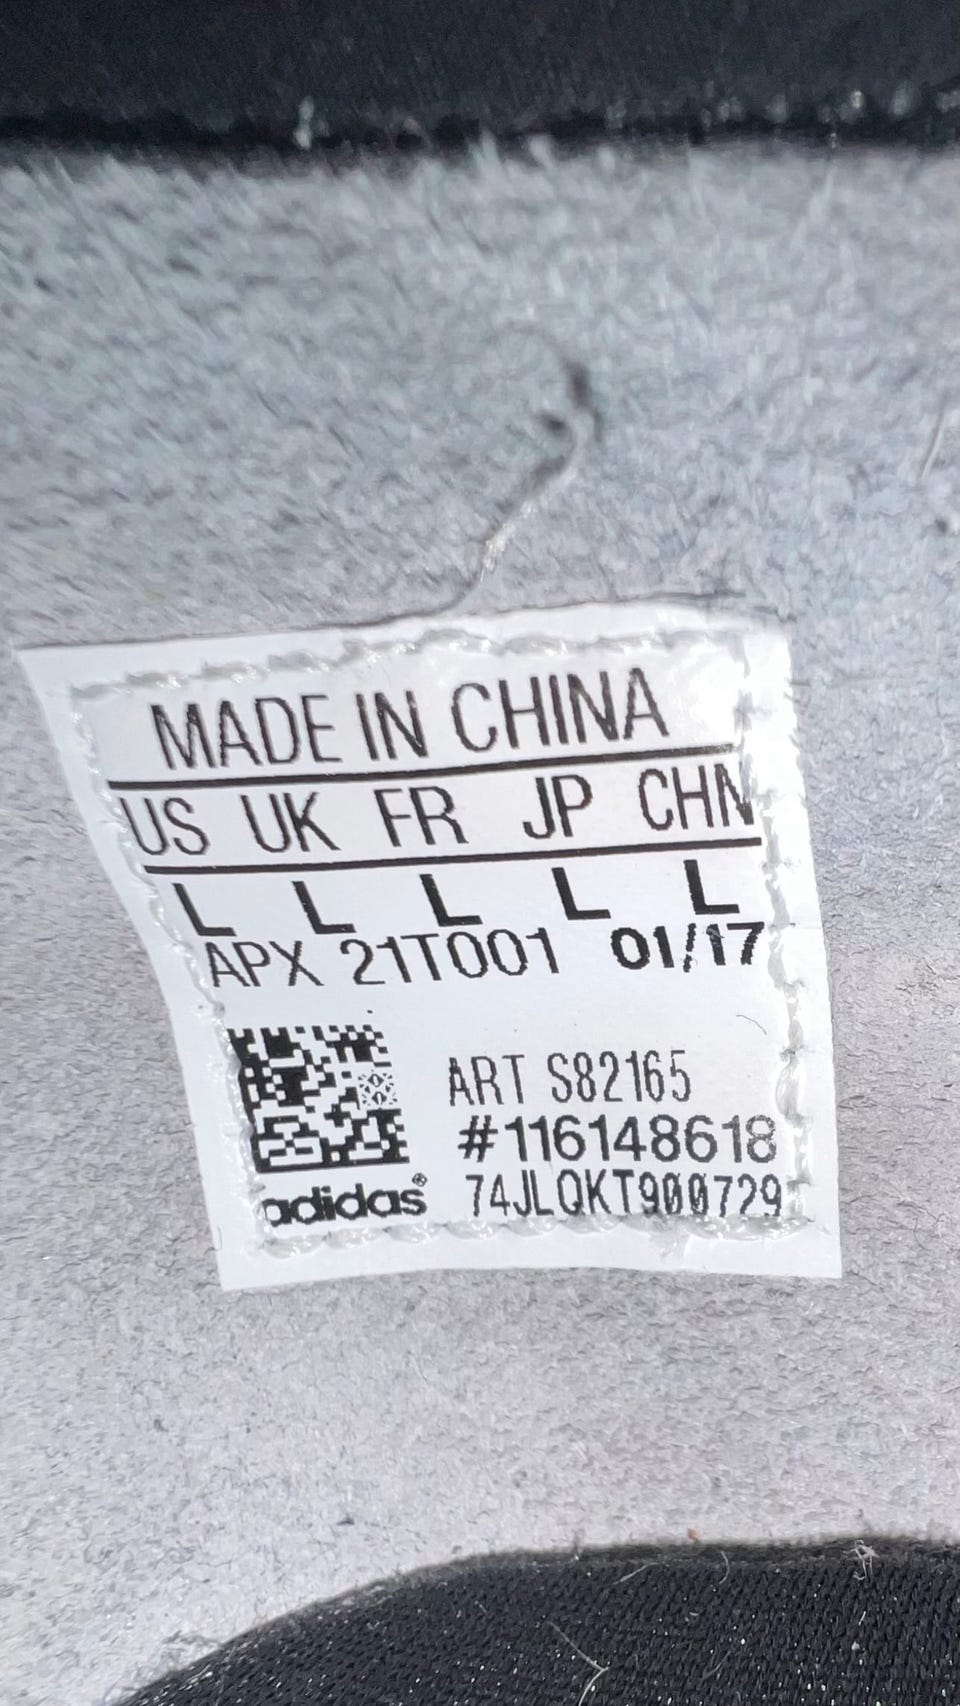 MADE IN CHINA
US UK FR JP CHN
L L L L L
APX 21T001 01/17
ART S82165
#116148618
adidas® 74JLQKT900729